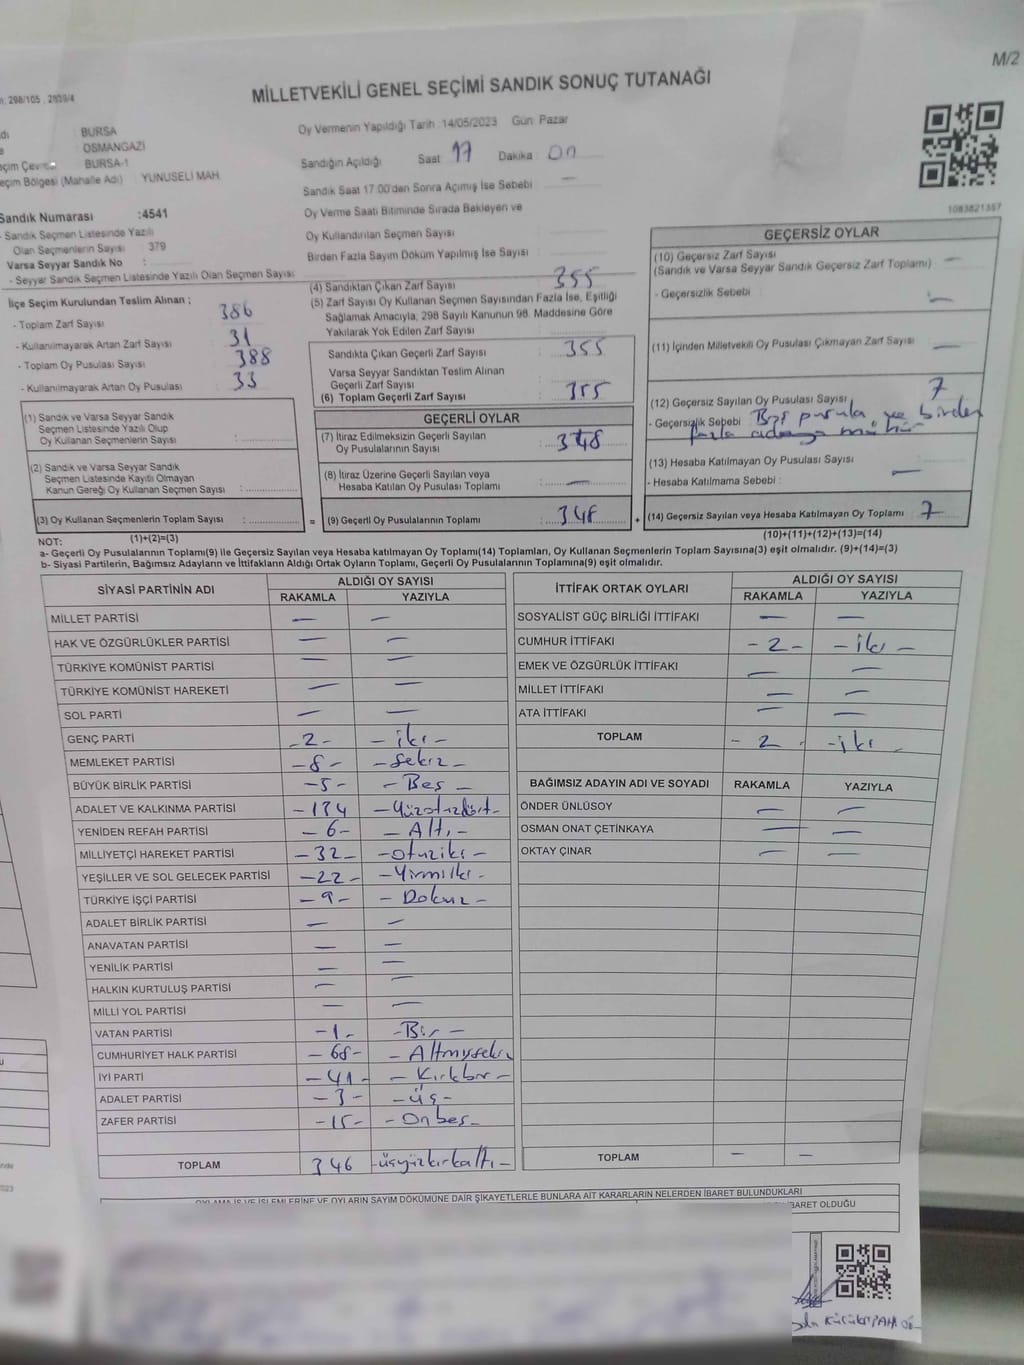 M/2
298/105 , 2839/4
MİLLETVEKİLİ GENEL SEÇİMİ SANDIK SONUÇ TUTANAĞI
BURSA
OSMANGAZİ
BURSA-1
eçim Bölgesi (Mahalle Adı) YUNUSELİ MAH.
Oy Vermenin Yapıldığı Tarih :14/05/2023 Gün: Pazar
Sandığın Açıldığı Saat 17 Dakika : 00
Sandık Saat 17:00'den Sonra Açılmış İse Sebebi : —
Oy Verme Saati Bitiminde Sırada Bekleyen ve
Oy Kullandırılan Seçmen Sayısı :
Birden Fazla Sayım Döküm Yapılmış İse Sayısı :
1083821357
Sandık Numarası :4541
- Sandık Seçmen Listesinde Yazılı
Olan Seçmenlerin Sayısı : 379
Varsa Seyyar Sandık No :
- Seyyar Sandık Seçmen Listesinde Yazılı Olan Seçmen Sayısı :
İlçe Seçim Kurulundan Teslim Alınan ;
- Toplam Zarf Sayısı : 386
- Kullanılmayarak Artan Zarf Sayısı : 31
- Toplam Oy Pusulası Sayısı : 388
- Kullanılmayarak Artan Oy Pusulası : 33
(1) Sandık ve Varsa Seyyar Sandık
Seçmen Listesinde Yazılı Olup
Oy Kullanan Seçmenlerin Sayısı :
(2) Sandık ve Varsa Seyyar Sandık
Seçmen Listesinde Kayıtlı Olmayan
Kanun Gereği Oy Kullanan Seçmen Sayısı :
(3) Oy Kullanan Seçmenlerin Toplam Sayısı :
(1)+(2)=(3)
(4) Sandıktan Çıkan Zarf Sayısı : 355
(5) Zarf Sayısı Oy Kullanan Seçmen Sayısından Fazla İse, Eşitliği
Sağlamak Amacıyla, 298 Sayılı Kanunun 98. Maddesine Göre
Yakılarak Yok Edilen Zarf Sayısı :
Sandıkta Çıkan Geçerli Zarf Sayısı : 355
Varsa Seyyar Sandıktan Teslim Alınan
Geçerli Zarf Sayısı :
(6) Toplam Geçerli Zarf Sayısı : 355
GEÇERLİ OYLAR
(7) İtiraz Edilmeksizin Geçerli Sayılan
Oy Pusulalarının Sayısı : 348
(8) İtiraz Üzerine Geçerli Sayılan veya
Hesaba Katılan Oy Pusulası Toplamı : —
= (9) Geçerli Oy Pusulalarının Toplamı : 348 +
GEÇERSİZ OYLAR
(10) Geçersiz Zarf Sayısı
(Sandık ve Varsa Seyyar Sandık Geçersiz Zarf Toplamı) : —
- Geçersizlik Sebebi : —
(11) İçinden Milletvekili Oy Pusulası Çıkmayan Zarf Sayısı : —
(12) Geçersiz Sayılan Oy Pusulası Sayısı : 7
- Geçersizlik Sebebi : Boş pusula, ve birden
fazla adaya mühür
(13) Hesaba Katılmayan Oy Pusulası Sayısı :
- Hesaba Katılmama Sebebi : —
(14) Geçersiz Sayılan veya Hesaba Katılmayan Oy Toplamı : 7
(10)+(11)+(12)+(13)=(14)
NOT:
a- Geçerli Oy Pusulalarının Toplamı(9) ile Geçersiz Sayılan veya Hesaba katılmayan Oy Toplamı(14) Toplamları, Oy Kullanan Seçmenlerin Toplam Sayısına(3) eşit olmalıdır. (9)+(14)=(3)
b- Siyasi Partilerin, Bağımsız Adayların ve İttifakların Aldığı Ortak Oyların Toplamı, Geçerli Oy Pusulalarının Toplamına(9) eşit olmalıdır.
SİYASİ PARTİNİN ADI ALDIĞI OY SAYISI
RAKAMLA YAZIYLA
MİLLET PARTİSİ — —
HAK VE ÖZGÜRLÜKLER PARTİSİ — —
TÜRKİYE KOMÜNİST PARTİSİ — —
TÜRKİYE KOMÜNİST HAREKETİ — —
SOL PARTİ — —
GENÇ PARTİ -2- -iki-
MEMLEKET PARTİSİ -8- -Sekiz-
BÜYÜK BİRLİK PARTİSİ -5- -Beş-
ADALET VE KALKINMA PARTİSİ -134 -Yüzotuzdört-
YENİDEN REFAH PARTİSİ -6- -Altı-
MİLLİYETÇİ HAREKET PARTİSİ -32- -otuziki-
YEŞİLLER VE SOL GELECEK PARTİSİ -22- -Yirmiiki-
TÜRKİYE İŞÇİ PARTİSİ -9- -Dokuz-
ADALET BİRLİK PARTİSİ — —
ANAVATAN PARTİSİ — —
YENİLİK PARTİSİ — —
HALKIN KURTULUŞ PARTİSİ — —
MİLLİ YOL PARTİSİ — —
VATAN PARTİSİ -1- -Bir-
CUMHURİYET HALK PARTİSİ -68- -Altmışsekiz
İYİ PARTİ -41- -Kırkbir-
ADALET PARTİSİ -3- -üç-
ZAFER PARTİSİ -15- -Onbeş-
TOPLAM 346 -üçyüzkırkaltı-
İTTİFAK ORTAK OYLARI ALDIĞI OY SAYISI
RAKAMLA YAZIYLA
SOSYALİST GÜÇ BİRLİĞİ İTTİFAKI — —
CUMHUR İTTİFAKI -2- -iki-
EMEK VE ÖZGÜRLÜK İTTİFAKI — —
MİLLET İTTİFAKI — —
ATA İTTİFAKI — —
TOPLAM -2- -iki-
BAĞIMSIZ ADAYIN ADI VE SOYADI RAKAMLA YAZIYLA
ÖNDER ÜNLÜSOY — —
OSMAN ONAT ÇETİNKAYA — —
OKTAY ÇINAR — —
TOPLAM — —
OYLAMA İŞ VE İŞLEMLERİNE VE OYLARIN SAYIM DÖKÜMÜNE DAİR ŞİKAYETLERLE BUNLARA AİT KARARLARIN NELERDEN İBARET BULUNDUKLARI
İBARET OLDUĞU